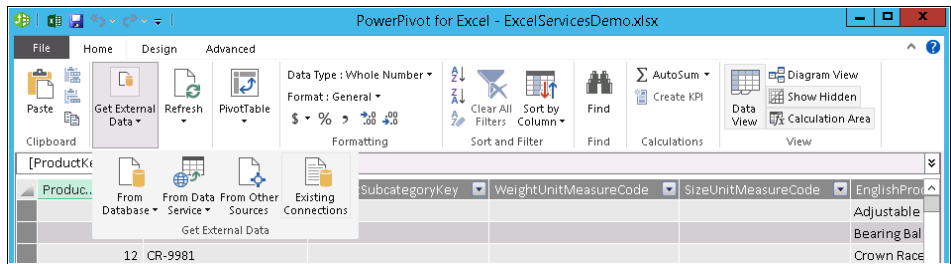 PowerPivot for Excel - ExcelServicesDemo.xlsx
File Home Design Advanced
Paste
Get External Data
Refresh
PivotTable
Data Type : Whole Number
Format : General
$ % ,
Clear All Filters
Sort by Column
Find
AutoSum
Create KPI
Data View
Diagram View
Show Hidden
Calculation Area
Clipboard
Formatting
Sort and Filter
Find
Calculations
View
[ProductKe
Produc..
SubcategoryKey
WeightUnitMeasureCode
SizeUnitMeasureCode
EnglishProd
From Database
From Data Service
From Other Sources
Existing Connections
Get External Data
Adjustable
Bearing Bal
12 CR-9981
Crown Race